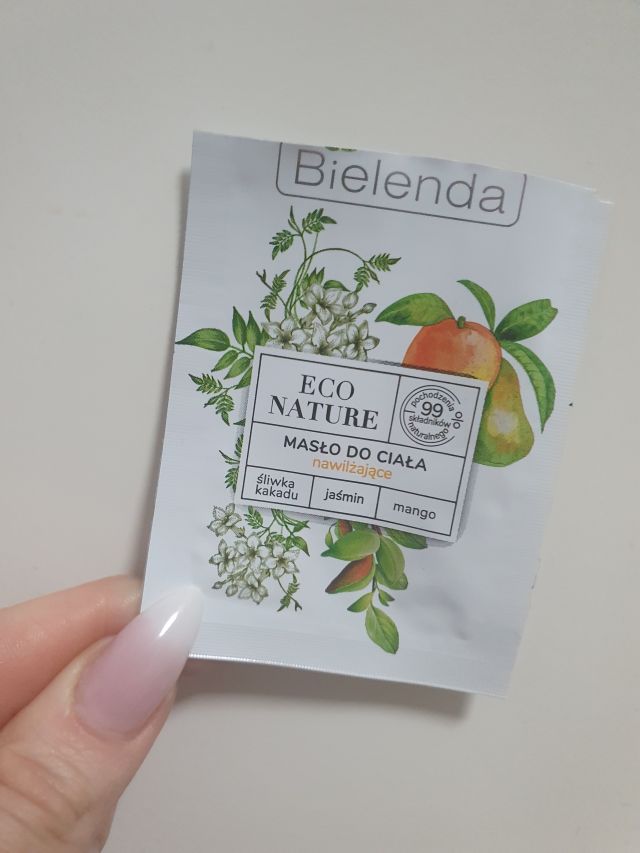 Bielenda
ECO
NATURE
pochodzenia
99 %
składników
naturalnego
MASŁO DO CIAŁA
nawilżające
śliwka
kakadu
jaśmin
mango